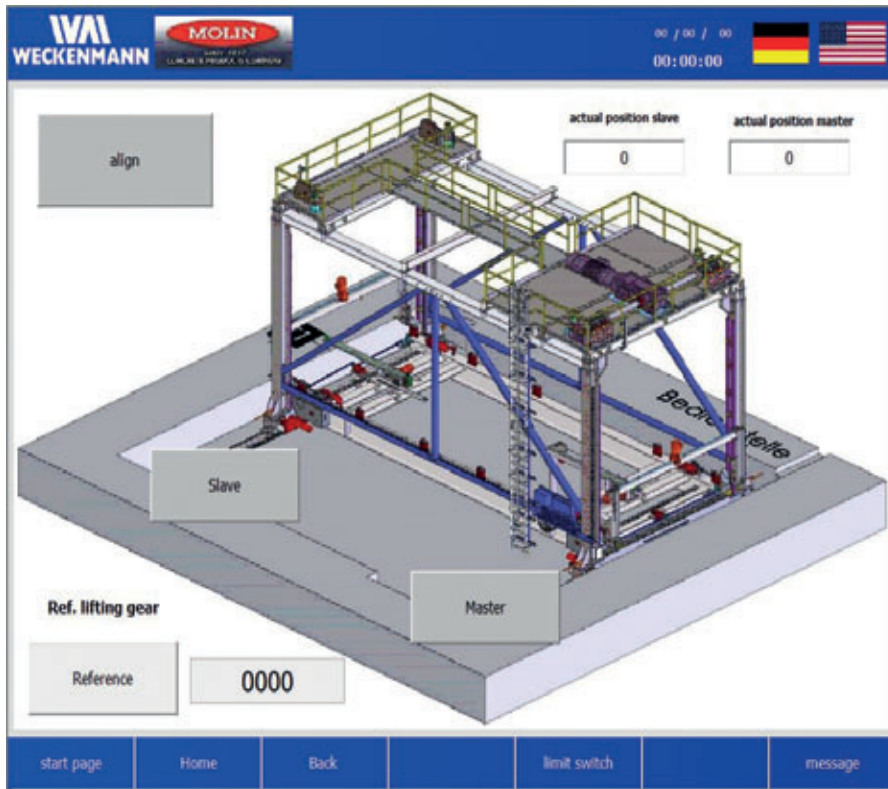 WECKENMANN
MOLIN
00 / 00 / 00
00:00:00
align
actual position slave
actual position master
0
0
Slave
Master
Ref. lifting gear
Reference
0000
start page
Home
Back
limit switch
message